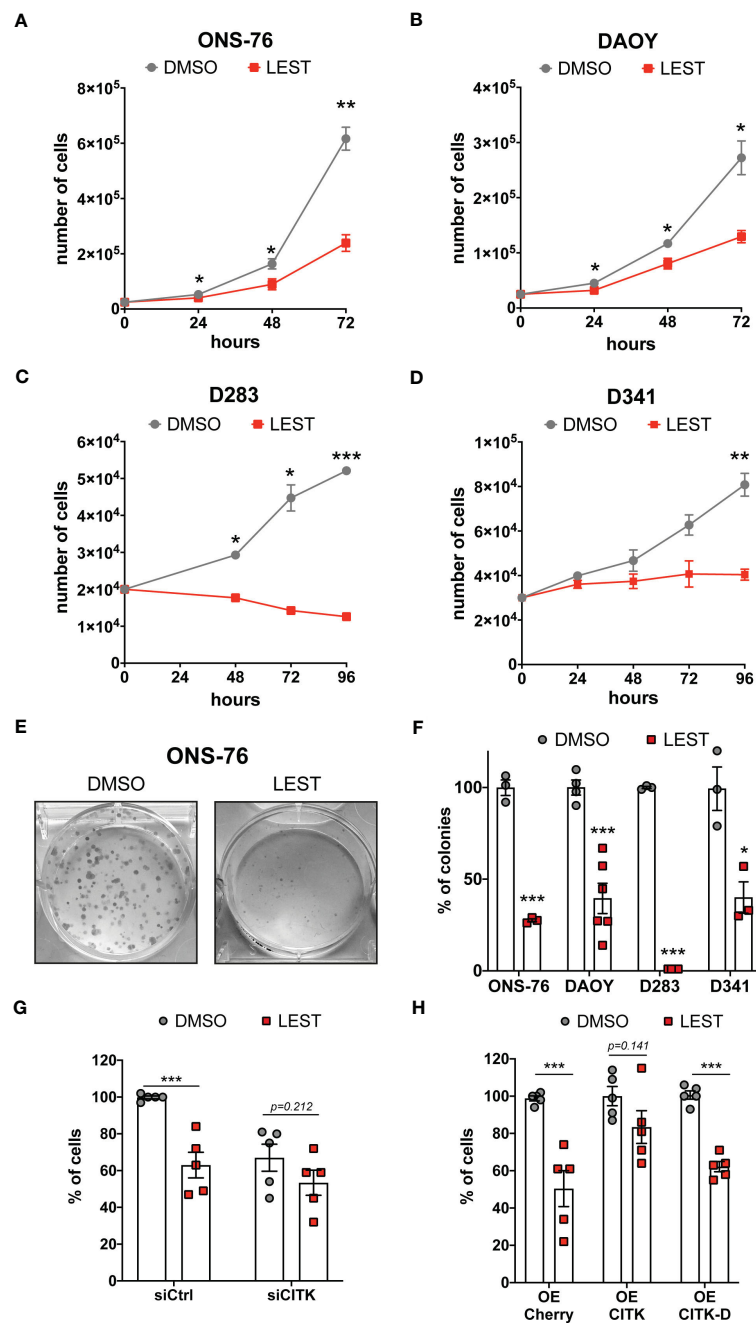 A
ONS-76
DMSO LEST
number of cells
8×10⁵
6×10⁵
4×10⁵
2×10⁵
0
**
*
*
0 24 48 72
hours
B
DAOY
DMSO LEST
number of cells
4×10⁵
3×10⁵
2×10⁵
1×10⁵
0
*
*
*
0 24 48 72
hours
C
D283
DMSO LEST
number of cells
6×10⁴
5×10⁴
4×10⁴
3×10⁴
2×10⁴
1×10⁴
0
***
*
*
0 24 48 72 96
hours
D
D341
DMSO LEST
number of cells
1×10⁵
8×10⁴
6×10⁴
4×10⁴
2×10⁴
0
**
0 24 48 72 96
hours
E
ONS-76
DMSO LEST
F
DMSO LEST
% of colonies
100
50
0
*** *** *** *
ONS-76 DAOY D283 D341
G
DMSO LEST
% of cells
120
100
80
60
40
20
0
***
p=0.212
siCtrl siCITK
H
DMSO LEST
% of cells
120
100
80
60
40
20
0
*** p=0.141 ***
OE OE OE
Cherry CITK CITK-D